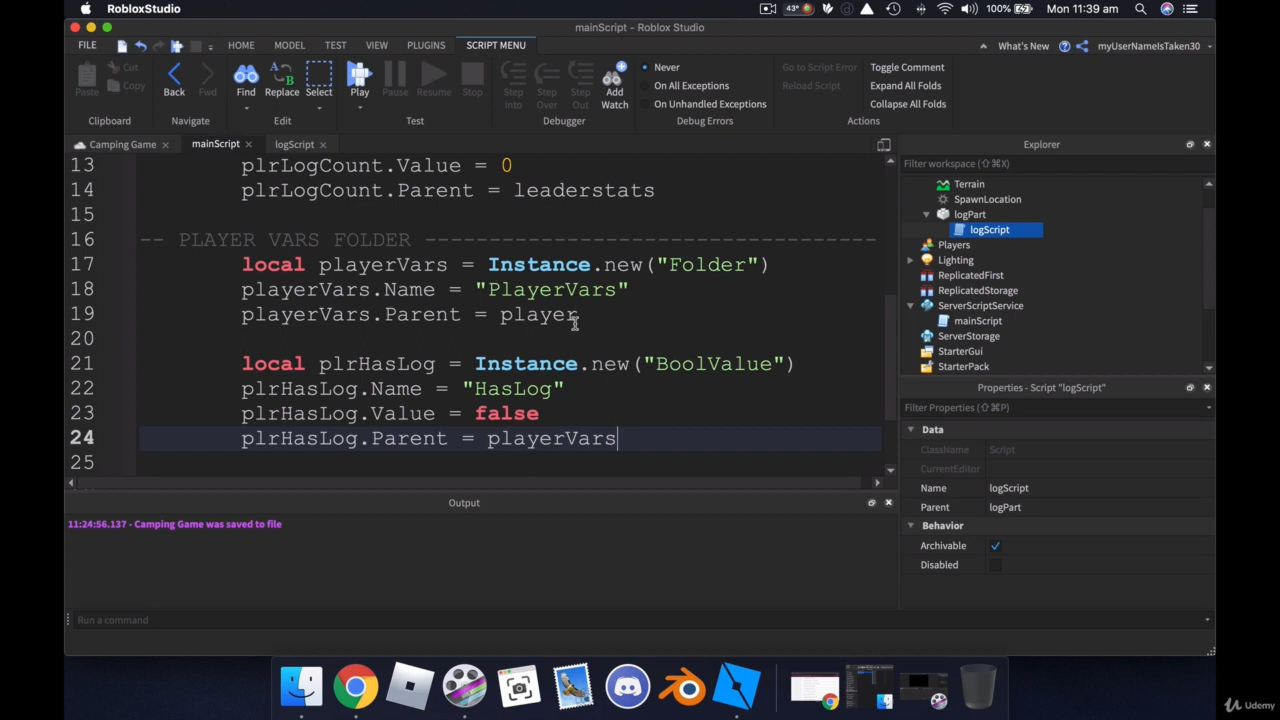 RobloxStudio
43°
100%
Mon 11:39 am
mainScript - Roblox Studio
FILE
HOME
MODEL
TEST
VIEW
PLUGINS
SCRIPT MENU
What's New
myUserNameIsTaken30
Paste
Cut
Copy
Back
Fwd
Find
Replace
Select
Play
Pause
Resume
Stop
Step Into
Step Over
Step Out
Add Watch
Never
On All Exceptions
On Unhandled Exceptions
Go to Script Error
Reload Script
Toggle Comment
Expand All Folds
Collapse All Folds
Clipboard
Navigate
Edit
Test
Debugger
Debug Errors
Actions
Camping Game
mainScript
logScript
13 plrLogCount.Value = 0
14 plrLogCount.Parent = leaderstats
15
16 -- PLAYER VARS FOLDER -----------------------------------
17 local playerVars = Instance.new("Folder")
18 playerVars.Name = "PlayerVars"
19 playerVars.Parent = player
20
21 local plrHasLog = Instance.new("BoolValue")
22 plrHasLog.Name = "HasLog"
23 plrHasLog.Value = false
24 plrHasLog.Parent = playerVars
25
Output
11:24:56.137 - Camping Game was saved to file
Run a command
Explorer
Filter workspace (⇧⌘X)
Terrain
SpawnLocation
logPart
logScript
Players
Lighting
ReplicatedFirst
ReplicatedStorage
ServerScriptService
mainScript
ServerStorage
StarterGui
StarterPack
Properties - Script "logScript"
Filter Properties (⇧⌘P)
Data
ClassName Script
CurrentEditor
Name logScript
Parent logPart
Behavior
Archivable
Disabled
Udemy